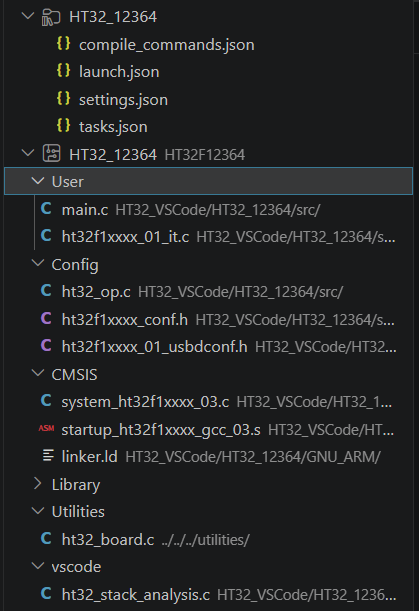 HT32_12364
{} compile_commands.json
{} launch.json
{} settings.json
{} tasks.json
HT32_12364 HT32F12364
User
C main.c HT32_VSCode/HT32_12364/src/
C ht32f1xxxx_01_it.c HT32_VSCode/HT32_12364/s...
Config
C ht32_op.c HT32_VSCode/HT32_12364/src/
C ht32f1xxxx_conf.h HT32_VSCode/HT32_12364/s...
C ht32f1xxxx_01_usbdconf.h HT32_VSCode/HT32...
CMSIS
C system_ht32f1xxxx_03.c HT32_VSCode/HT32_1...
ASM startup_ht32f1xxxx_gcc_03.s HT32_VSCode/HT...
linker.ld HT32_VSCode/HT32_12364/GNU_ARM/
Library
Utilities
C ht32_board.c ../../../utilities/
vscode
C ht32_stack_analysis.c HT32_VSCode/HT32_1236...